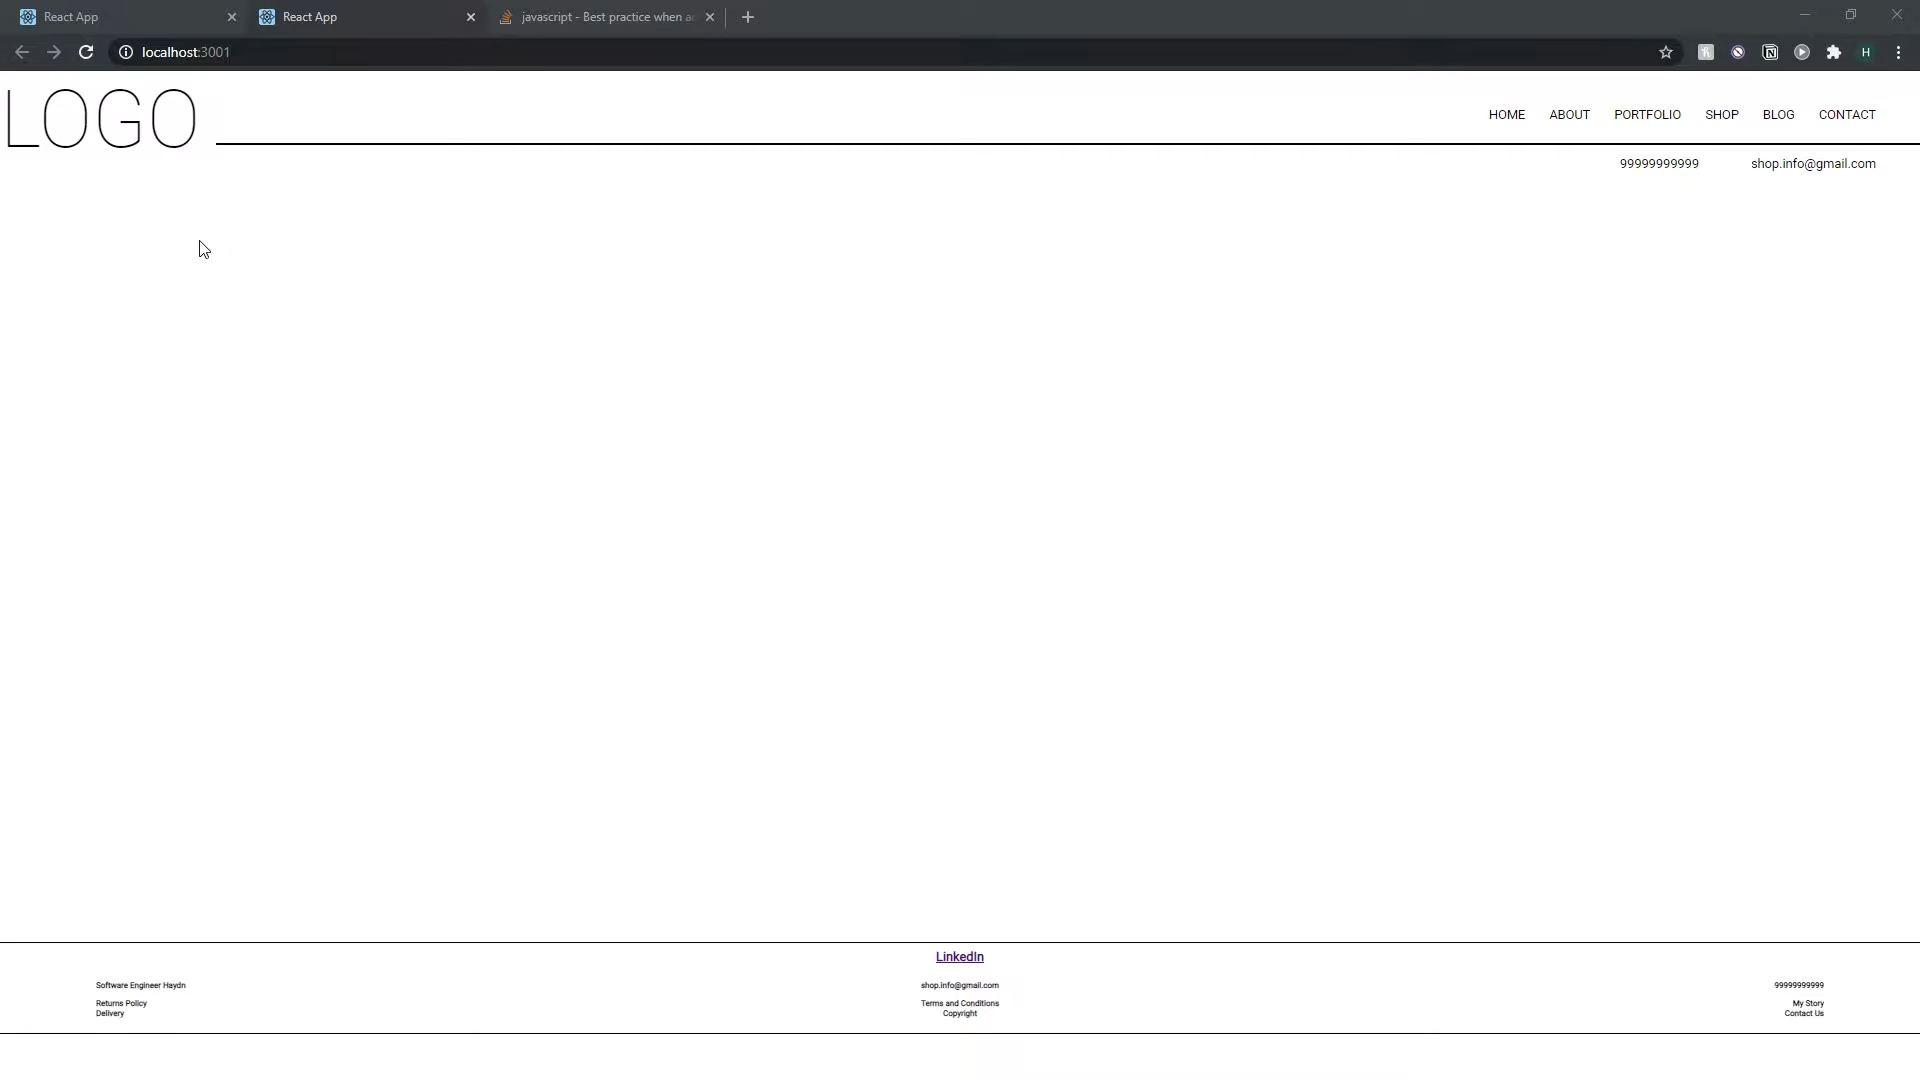 React App
React App
javascript - Best practice when a
localhost:3001
H
LOGO
HOME ABOUT PORTFOLIO SHOP BLOG CONTACT
99999999999 shop.info@gmail.com
LinkedIn
Software Engineer Haydn shop.info@gmail.com 99999999999
Returns Policy Terms and Conditions My Story
Delivery Copyright Contact Us